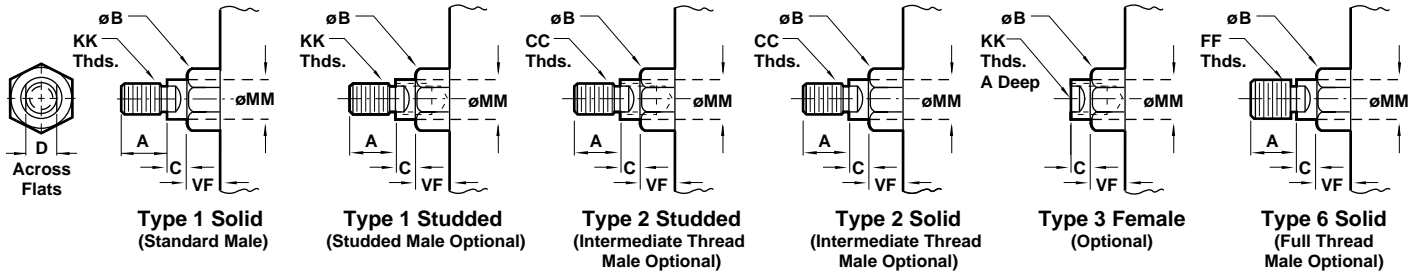 D
Across
Flats
øB
KK
Thds.
øMM
A
C
VF
Type 1 Solid
(Standard Male)
øB
KK
Thds.
øMM
A
C
VF
Type 1 Studded
(Studded Male Optional)
øB
CC
Thds.
øMM
A
C
VF
Type 2 Studded
(Intermediate Thread
Male Optional)
øB
CC
Thds.
øMM
A
C
VF
Type 2 Solid
(Intermediate Thread
Male Optional)
øB
KK
Thds.
A Deep
øMM
C
VF
Type 3 Female
(Optional)
øB
FF
Thds.
øMM
A
C
VF
Type 6 Solid
(Full Thread
Male Optional)